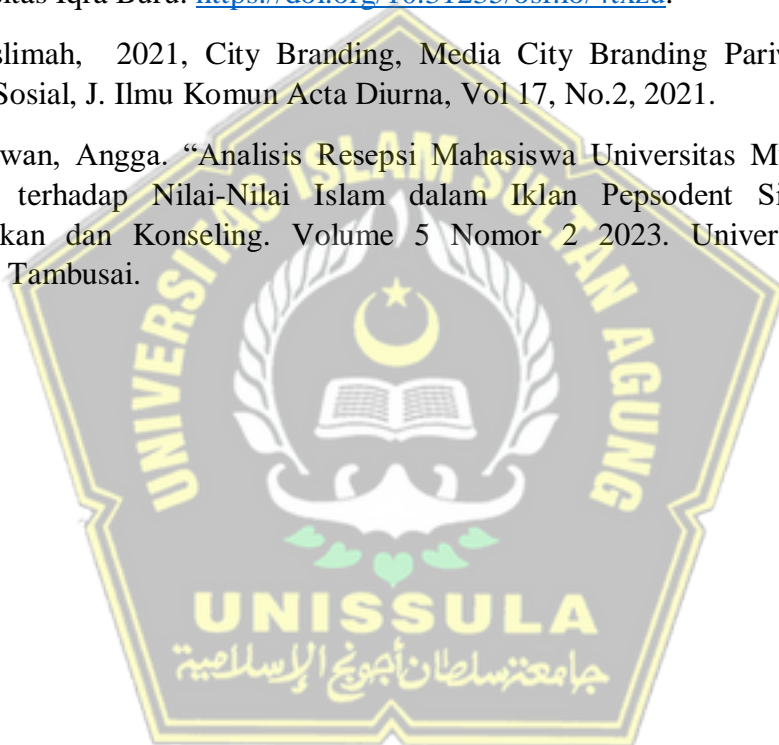 sitas Iqra Buru. https://doi.org/10.31235/osf.io/4txzu.
slimah, 2021, City Branding, Media City Branding Pariv
Sosial, J. Ilmu Komun Acta Diurna, Vol 17, No.2, 2021.
wan, Angga. “Analisis Resepsi Mahasiswa Universitas M
terhadap Nilai-Nilai Islam dalam Iklan Pepsodent Si
kan dan Konseling. Volume 5 Nomor 2 2023. Univer
Tambusai.
UNIVERSITAS ISLAM SULTAN AGUNG
UNISSULA
جامعة سلطان أجونج الإسلامية